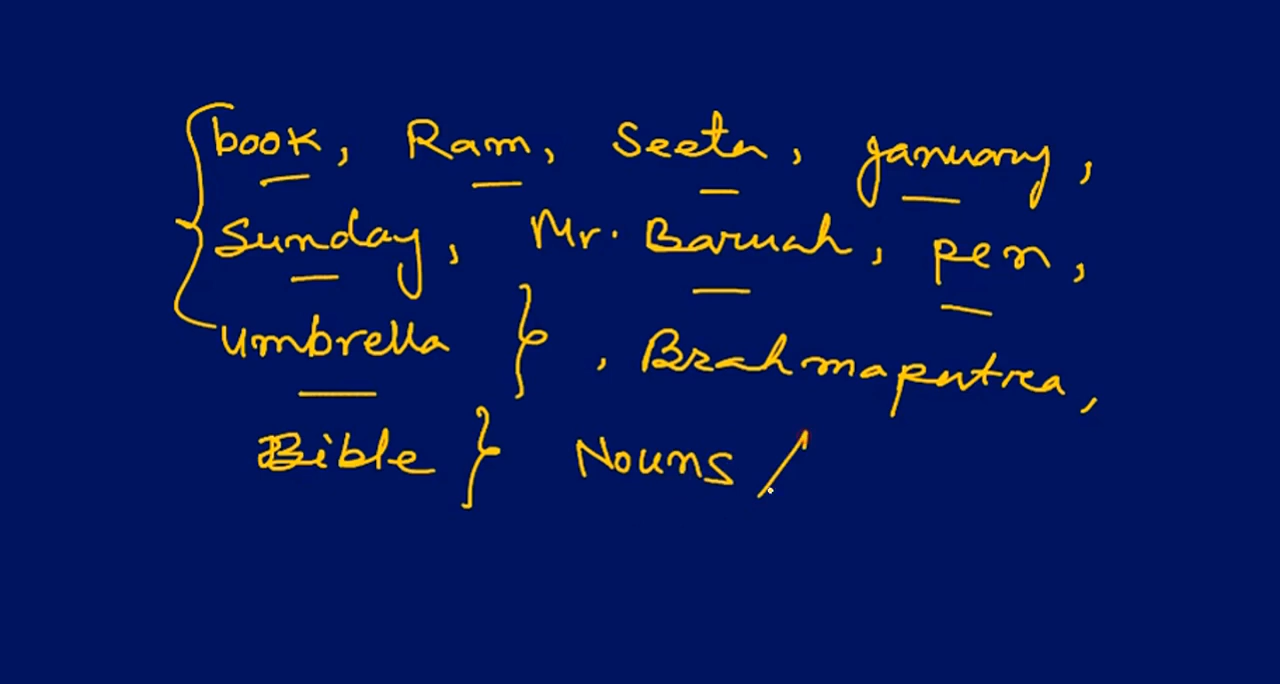 book, Ram, Seeta, january,
Sunday, Mr. Baruah, pen,
umbrella } , Brahmaputra,
Bible } Nouns /